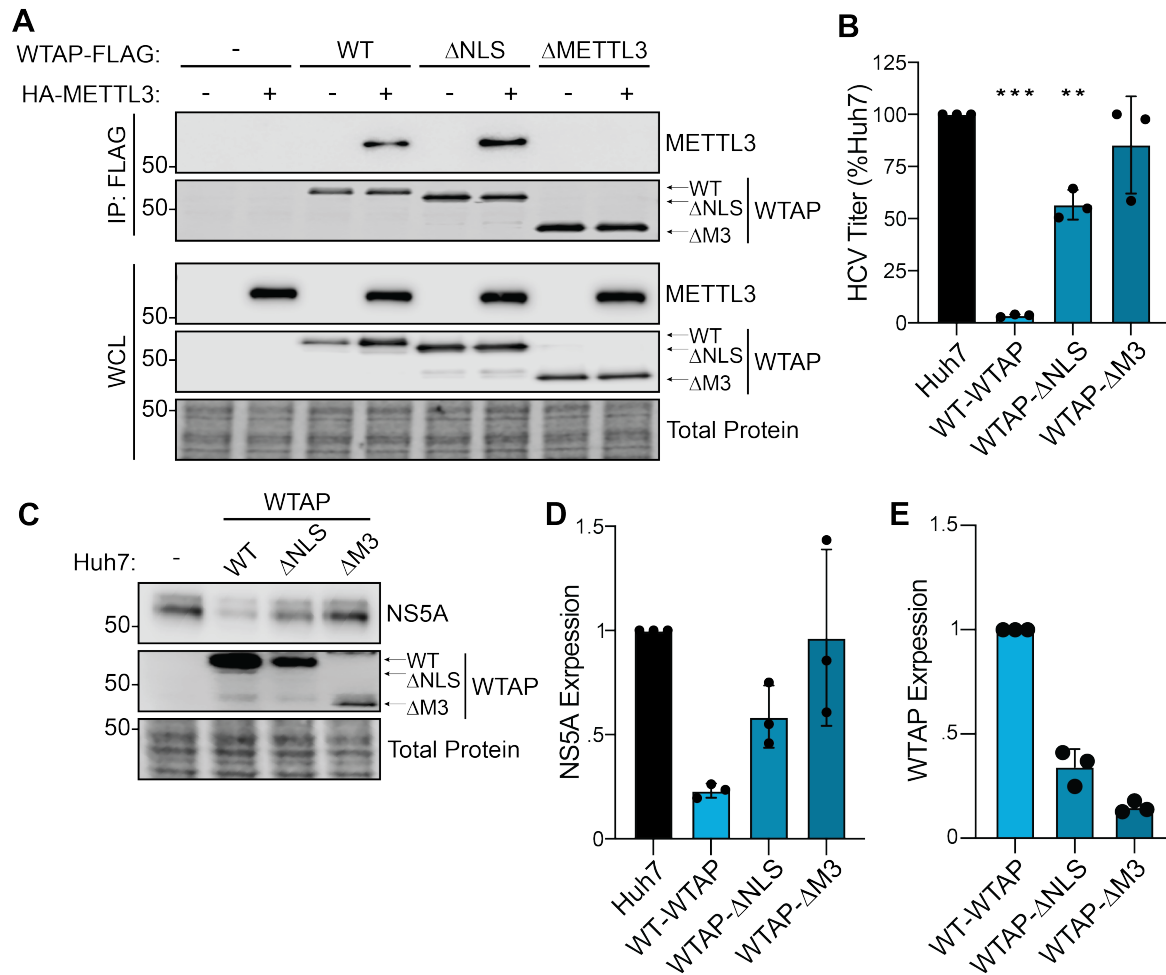 A
WTAP-FLAG: - WT ΔNLS ΔMETTL3
HA-METTL3: - + - + - + - +
IP: FLAG
50
METTL3
50
WT
ΔNLS
ΔM3
WTAP
WCL
50
METTL3
50
WT
ΔNLS
ΔM3
WTAP
50
Total Protein
B
HCV Titer (%Huh7)
125
100
75
50
25
0
*** **
Huh7
WT-WTAP
WTAP-ΔNLS
WTAP-ΔM3
C
WTAP
Huh7: - WT ΔNLS ΔM3
50
NS5A
50
WT
ΔNLS
ΔM3
WTAP
50
Total Protein
D
NS5A Exrpession
1.5
1
.5
0
Huh7
WT-WTAP
WTAP-ΔNLS
WTAP-ΔM3
E
WTAP Exrpession
1.5
1
.5
0
WT-WTAP
WTAP-ΔNLS
WTAP-ΔM3